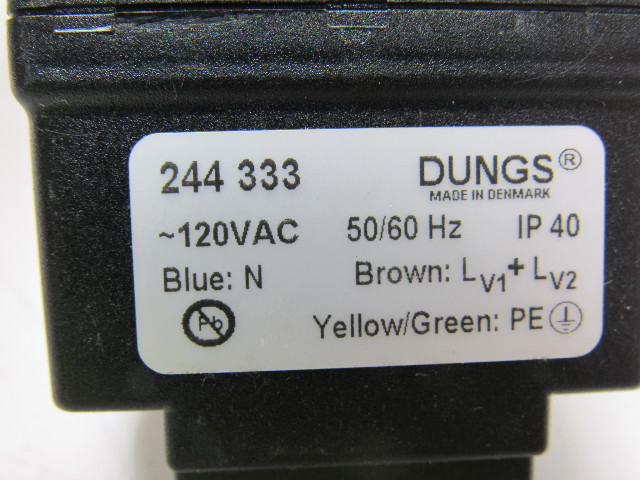 244 333 DUNGS®
MADE IN DENMARK
~120VAC 50/60 Hz IP 40
Blue: N Brown: LV1+ LV2
Pb Yellow/Green: PE